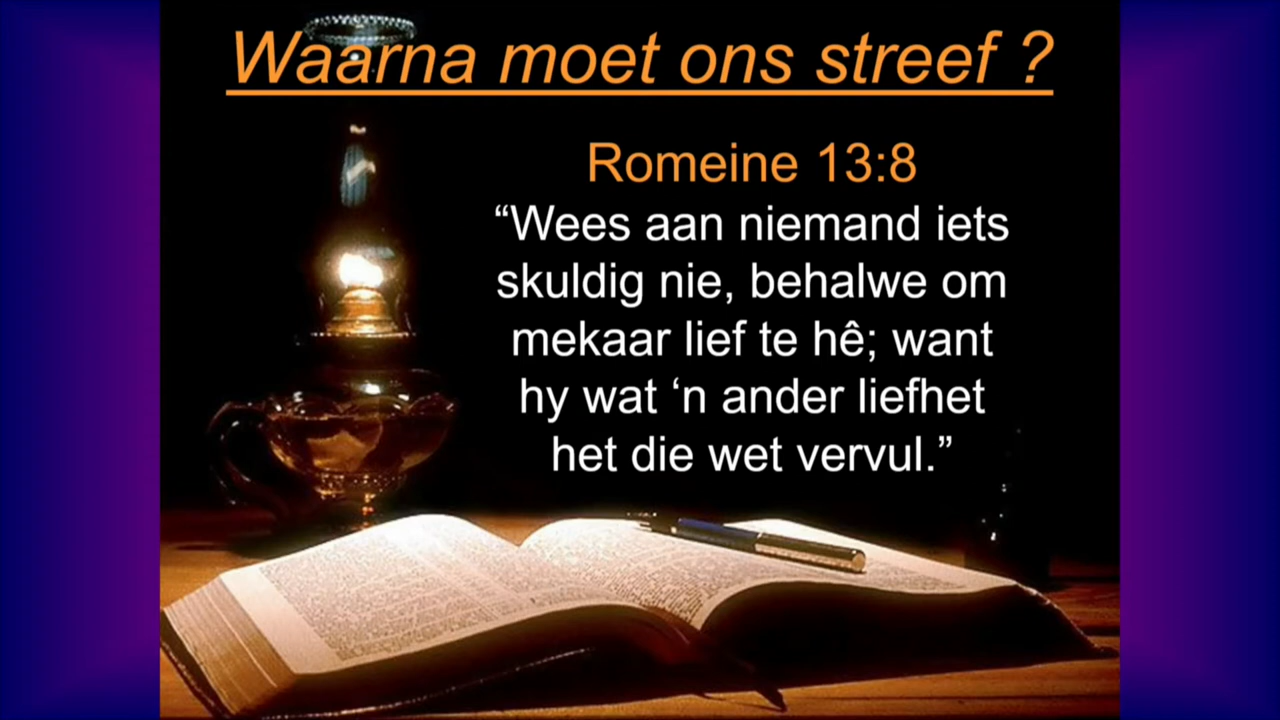 Waarna moet ons streef ?
Romeine 13:8
“Wees aan niemand iets
skuldig nie, behalwe om
mekaar lief te hê; want
hy wat ‘n ander liefhet
het die wet vervul.”